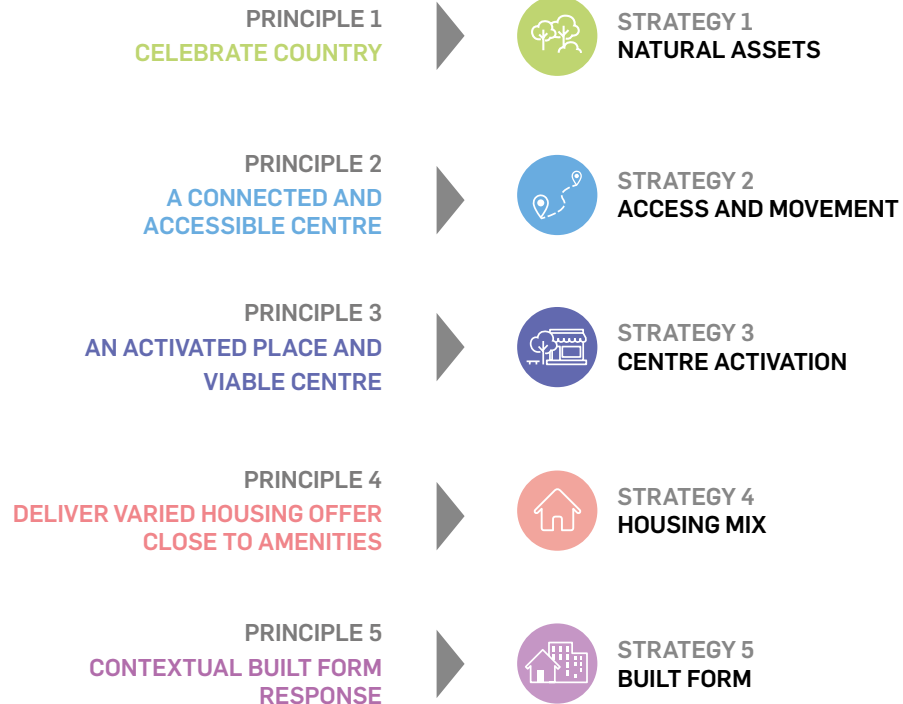 PRINCIPLE 1
CELEBRATE COUNTRY
STRATEGY 1
NATURAL ASSETS
PRINCIPLE 2
A CONNECTED AND
ACCESSIBLE CENTRE
STRATEGY 2
ACCESS AND MOVEMENT
PRINCIPLE 3
AN ACTIVATED PLACE AND
VIABLE CENTRE
STRATEGY 3
CENTRE ACTIVATION
PRINCIPLE 4
DELIVER VARIED HOUSING OFFER
CLOSE TO AMENITIES
STRATEGY 4
HOUSING MIX
PRINCIPLE 5
CONTEXTUAL BUILT FORM
RESPONSE
STRATEGY 5
BUILT FORM